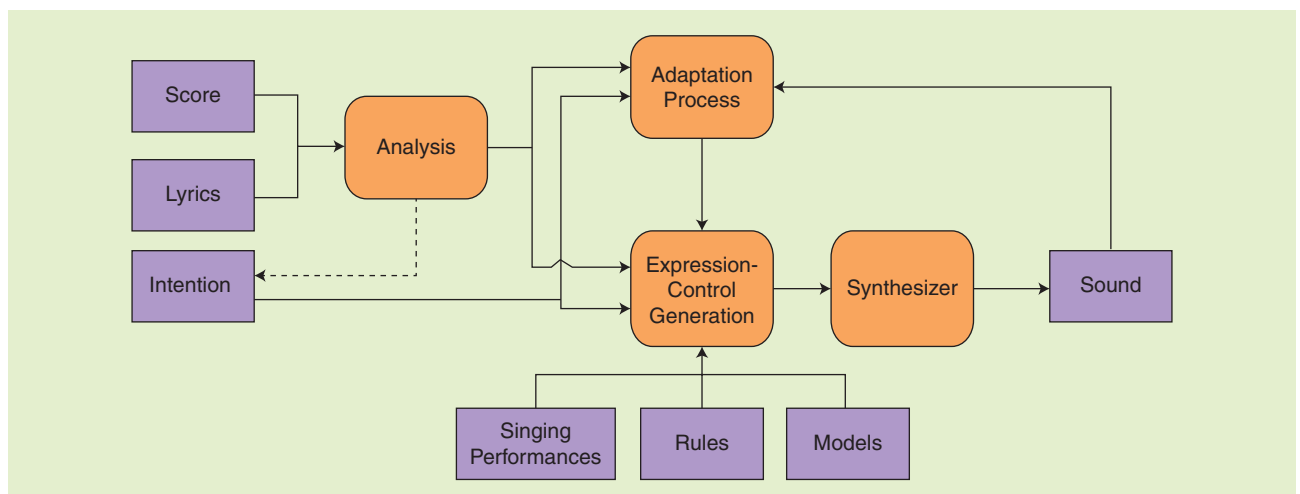 Score
Lyrics
Intention
Analysis
Adaptation
Process
Expression-
Control
Generation
Synthesizer
Sound
Singing
Performances
Rules
Models